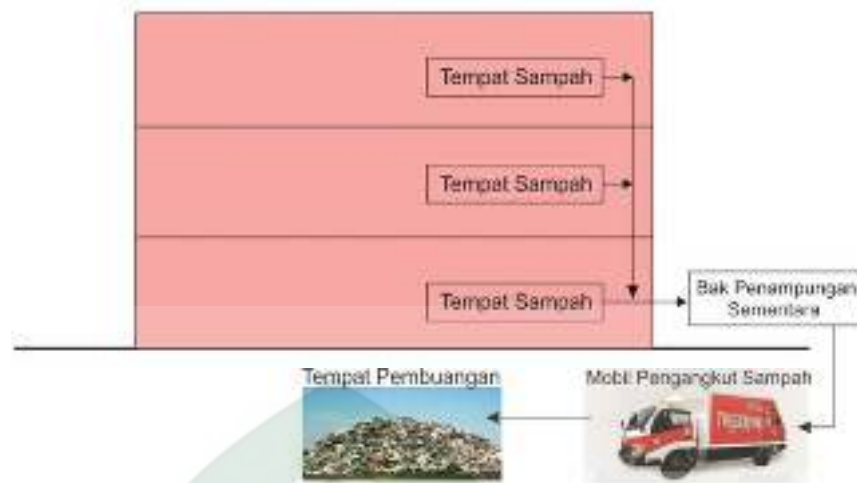 Tempat Sampah
Tempat Sampah
Tempat Sampah
Bak Penampungan
Sementara
Tempat Pembuangan
Mobil Pengangkut Sampah